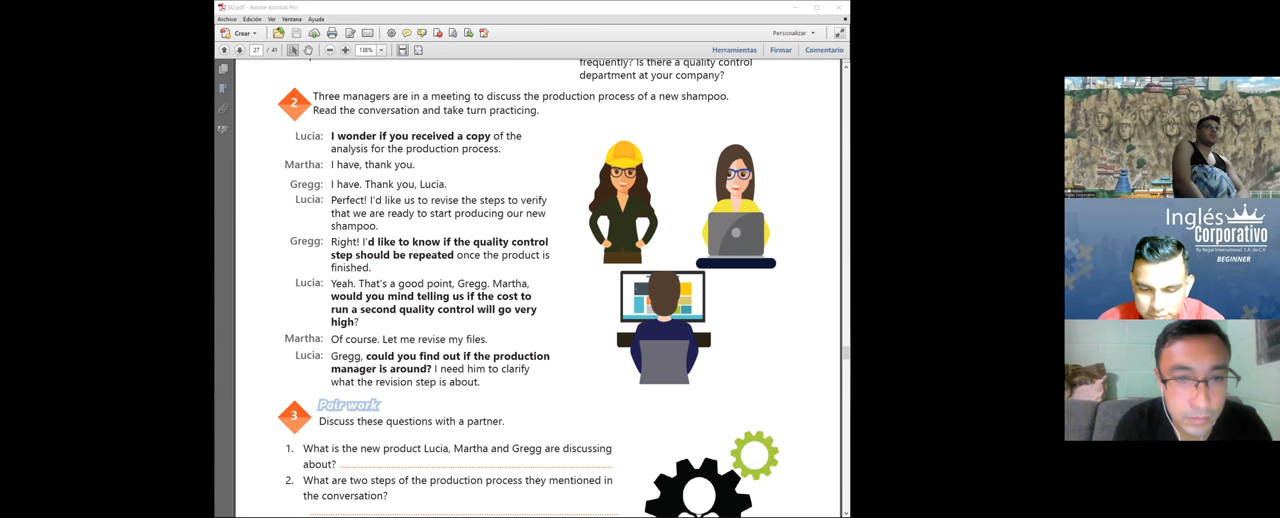 SI2.pdf - Adobe Acrobat Pro
Archivo Edición Ver Ventana Ayuda
Crear
Personalizar
27 / 41
138%
Herramientas Firmar Comentario
frequently? Is there a quality control
department at your company?
2
Three managers are in a meeting to discuss the production process of a new shampoo.
Read the conversation and take turn practicing.
Lucia: I wonder if you received a copy of the
analysis for the production process.
Martha: I have, thank you.
Gregg: I have. Thank you, Lucia.
Lucia: Perfect! I'd like us to revise the steps to verify
that we are ready to start producing our new
shampoo.
Gregg: Right! I'd like to know if the quality control
step should be repeated once the product is
finished.
Lucia: Yeah. That's a good point, Gregg. Martha,
would you mind telling us if the cost to
run a second quality control will go very
high?
Martha: Of course. Let me revise my files.
Lucia: Gregg, could you find out if the production
manager is around? I need him to clarify
what the revision step is about.
3
Pair work
Discuss these questions with a partner.
1. What is the new product Lucia, Martha and Gregg are discussing
about?
2. What are two steps of the production process they mentioned in
the conversation?
Inglés
Corporativo
By Regal International, S.A. de C.V.
BEGINNER